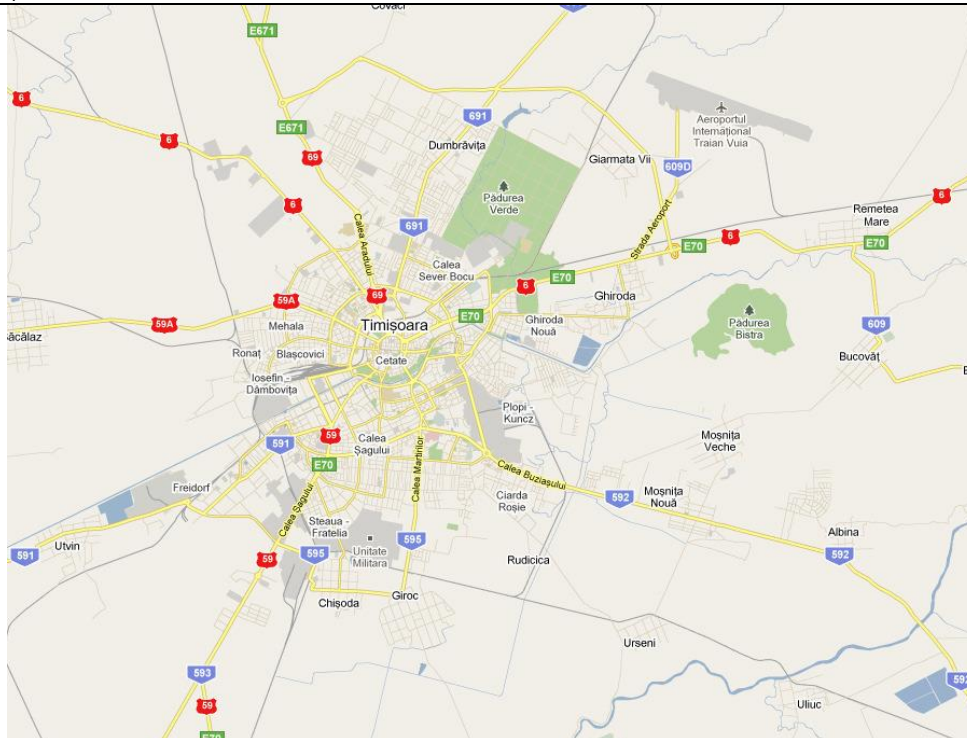 Covaci
E671
6
E671
691
6
69
Dumbrăvița
Aeroportul
Internațional
Traian Vuia
Giarmata Vii
609D
Pădurea
Verde
6
6
Calea Aradului
691
Strada Aeroport
Remetea
Mare
6
E70
E70
Calea
Sever Bocu
E70
6
69
59A
Ghiroda
59A
Timișoara
E70
Ghiroda
Nouă
Pădurea
Bistra
609
Mehala
Ronaț
Blașcovici
Cetate
Bucovăț
Iosefin -
Dâmbovița
Plopi -
Kuncz
59
591
Calea
Șagului
Calea Martirilor
Moșnița
Veche
E70
Calea Buziașului
Freidorf
Calea Șagului
Ciarda
Roșie
592
Moșnița
Nouă
Steaua -
Fratelia
Albina
Utvin
591
595
Unitate
Militara
595
592
59
Rudicica
Chișoda
Giroc
Urseni
593
592
59
Uliuc
E70